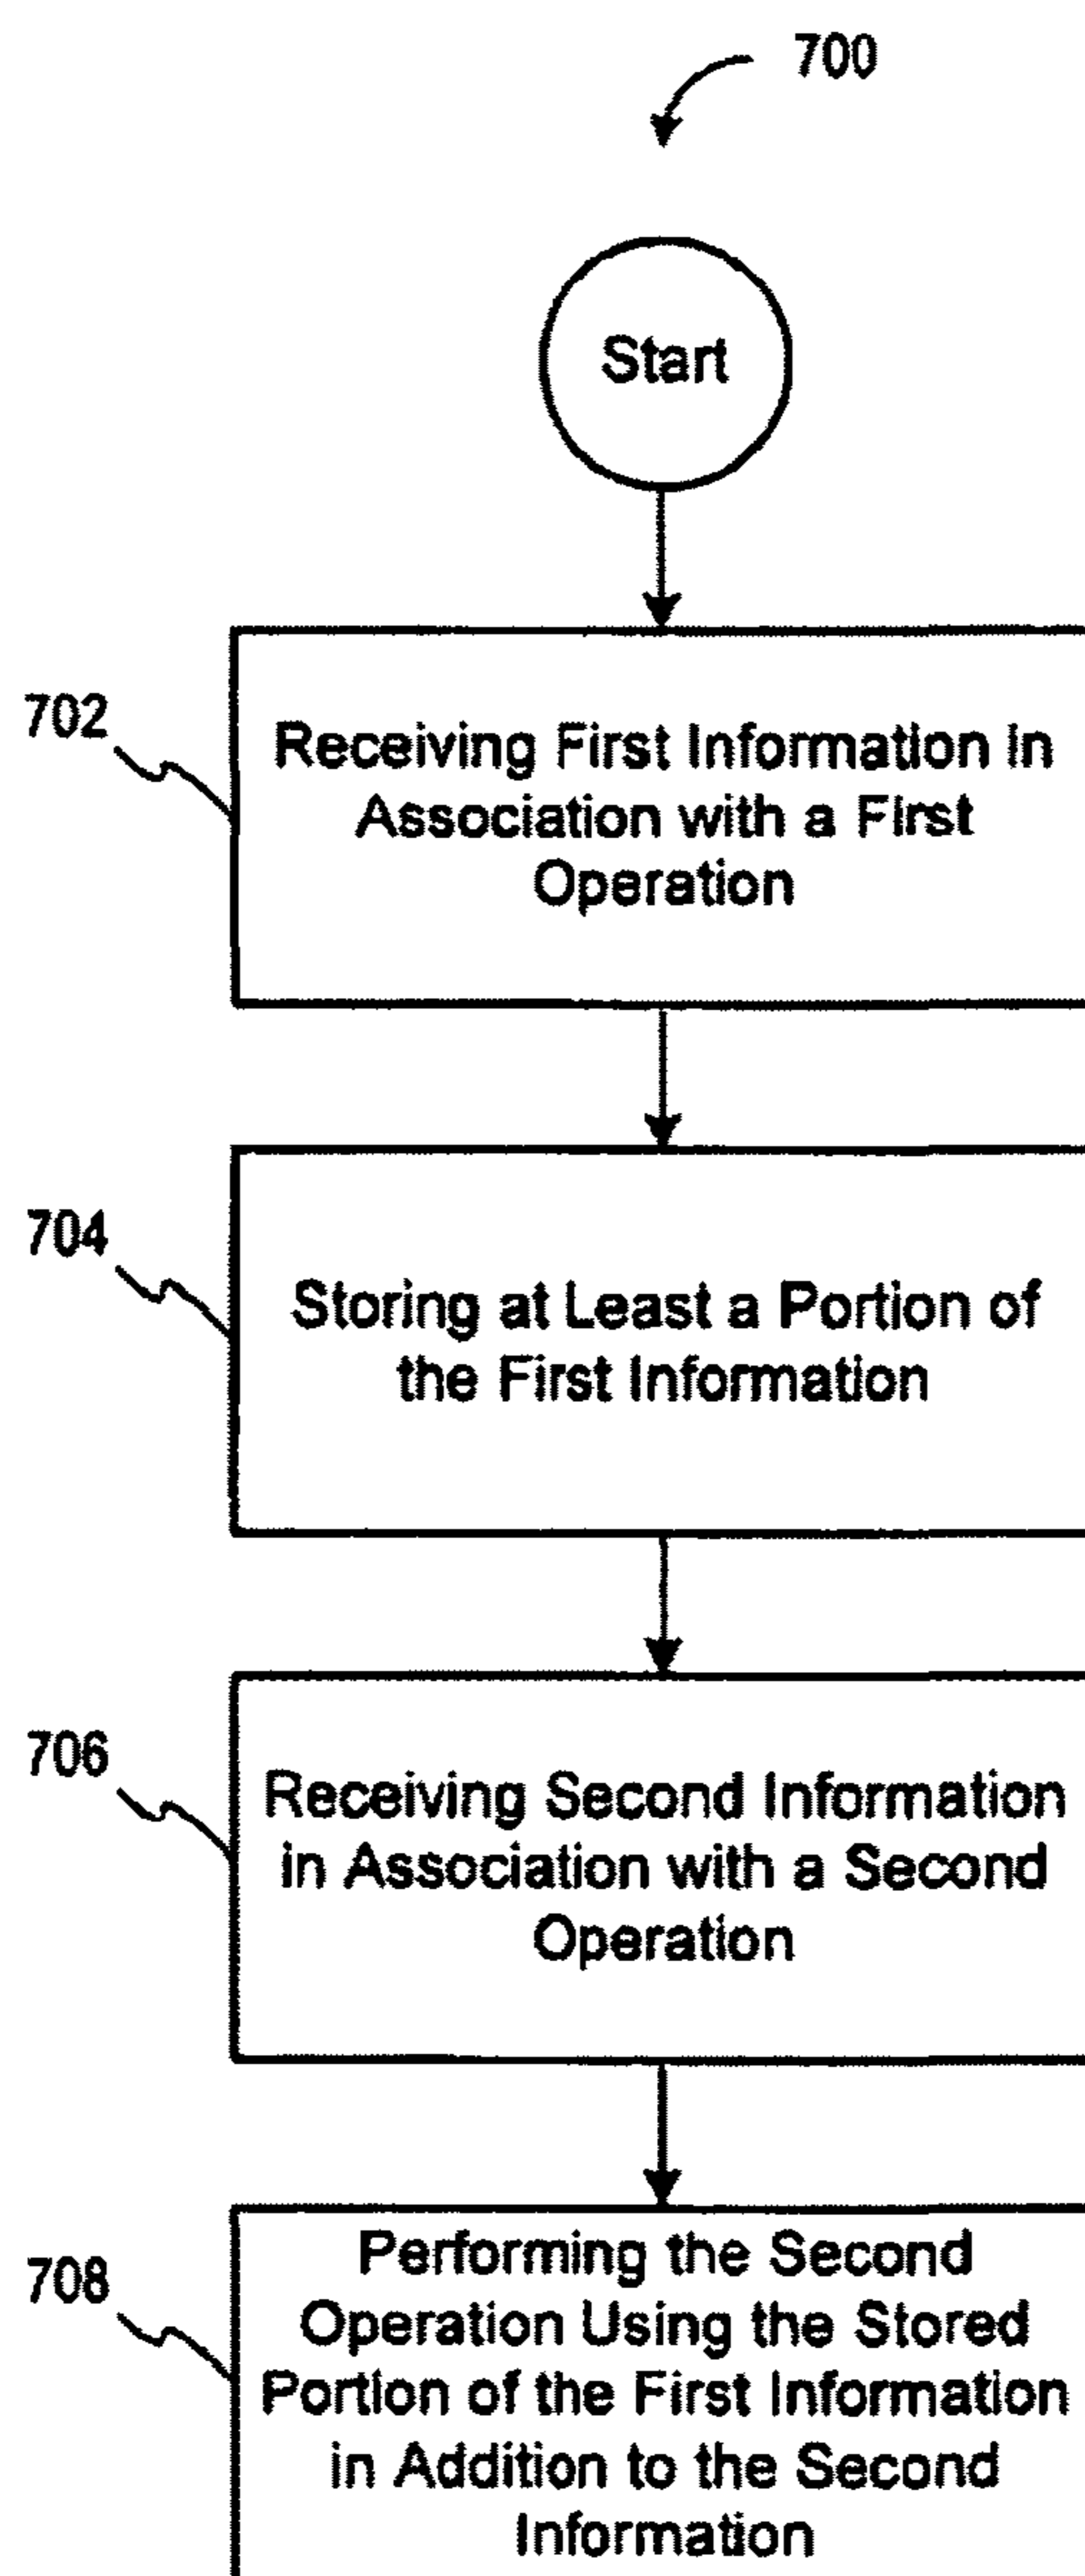 700
Start
702
Receiving First Information in
Association with a First
Operation
704
Storing at Least a Portion of
the First Information
706
Receiving Second Information
in Association with a Second
Operation
708
Performing the Second
Operation Using the Stored
Portion of the First Information
in Addition to the Second
Information